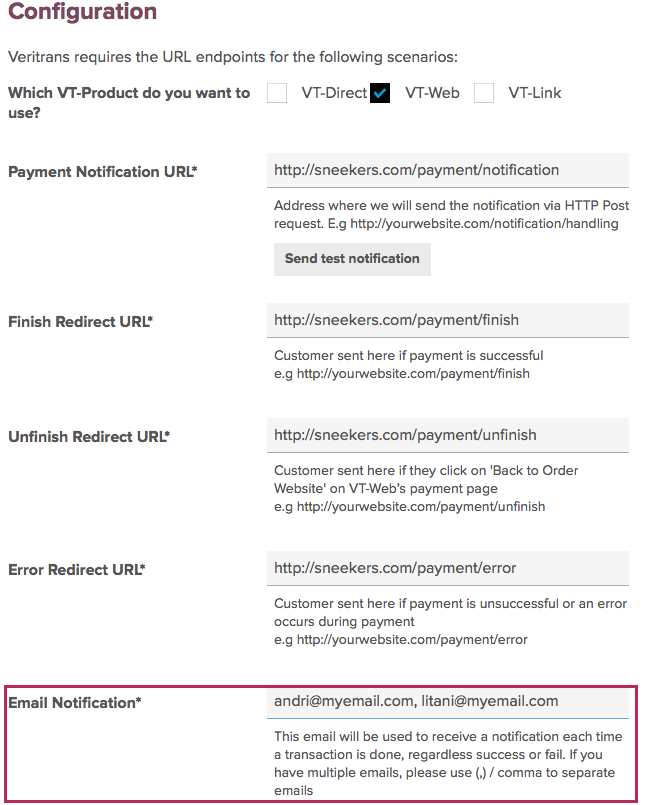 Configuration
Veritrans requires the URL endpoints for the following scenarios:
Which VT-Product do you want to use?
VT-Direct VT-Web VT-Link
Payment Notification URL*
http://sneekers.com/payment/notification
Address where we will send the notification via HTTP Post
request. E.g http://yourwebsite.com/notification/handling
Send test notification
Finish Redirect URL*
http://sneekers.com/payment/finish
Customer sent here if payment is successful
e.g http://yourwebsite.com/payment/finish
Unfinish Redirect URL*
http://sneekers.com/payment/unfinish
Customer sent here if they click on 'Back to Order
Website' on VT-Web's payment page
e.g http://yourwebsite.com/payment/unfinish
Error Redirect URL*
http://sneekers.com/payment/error
Customer sent here if payment is unsuccessful or an error
occurs during payment
e.g http://yourwebsite.com/payment/error
Email Notification*
andri@myemail.com, litani@myemail.com
This email will be used to receive a notification each time
a transaction is done, regardless success or fail. If you
have multiple emails, please use (,) / comma to separate
emails